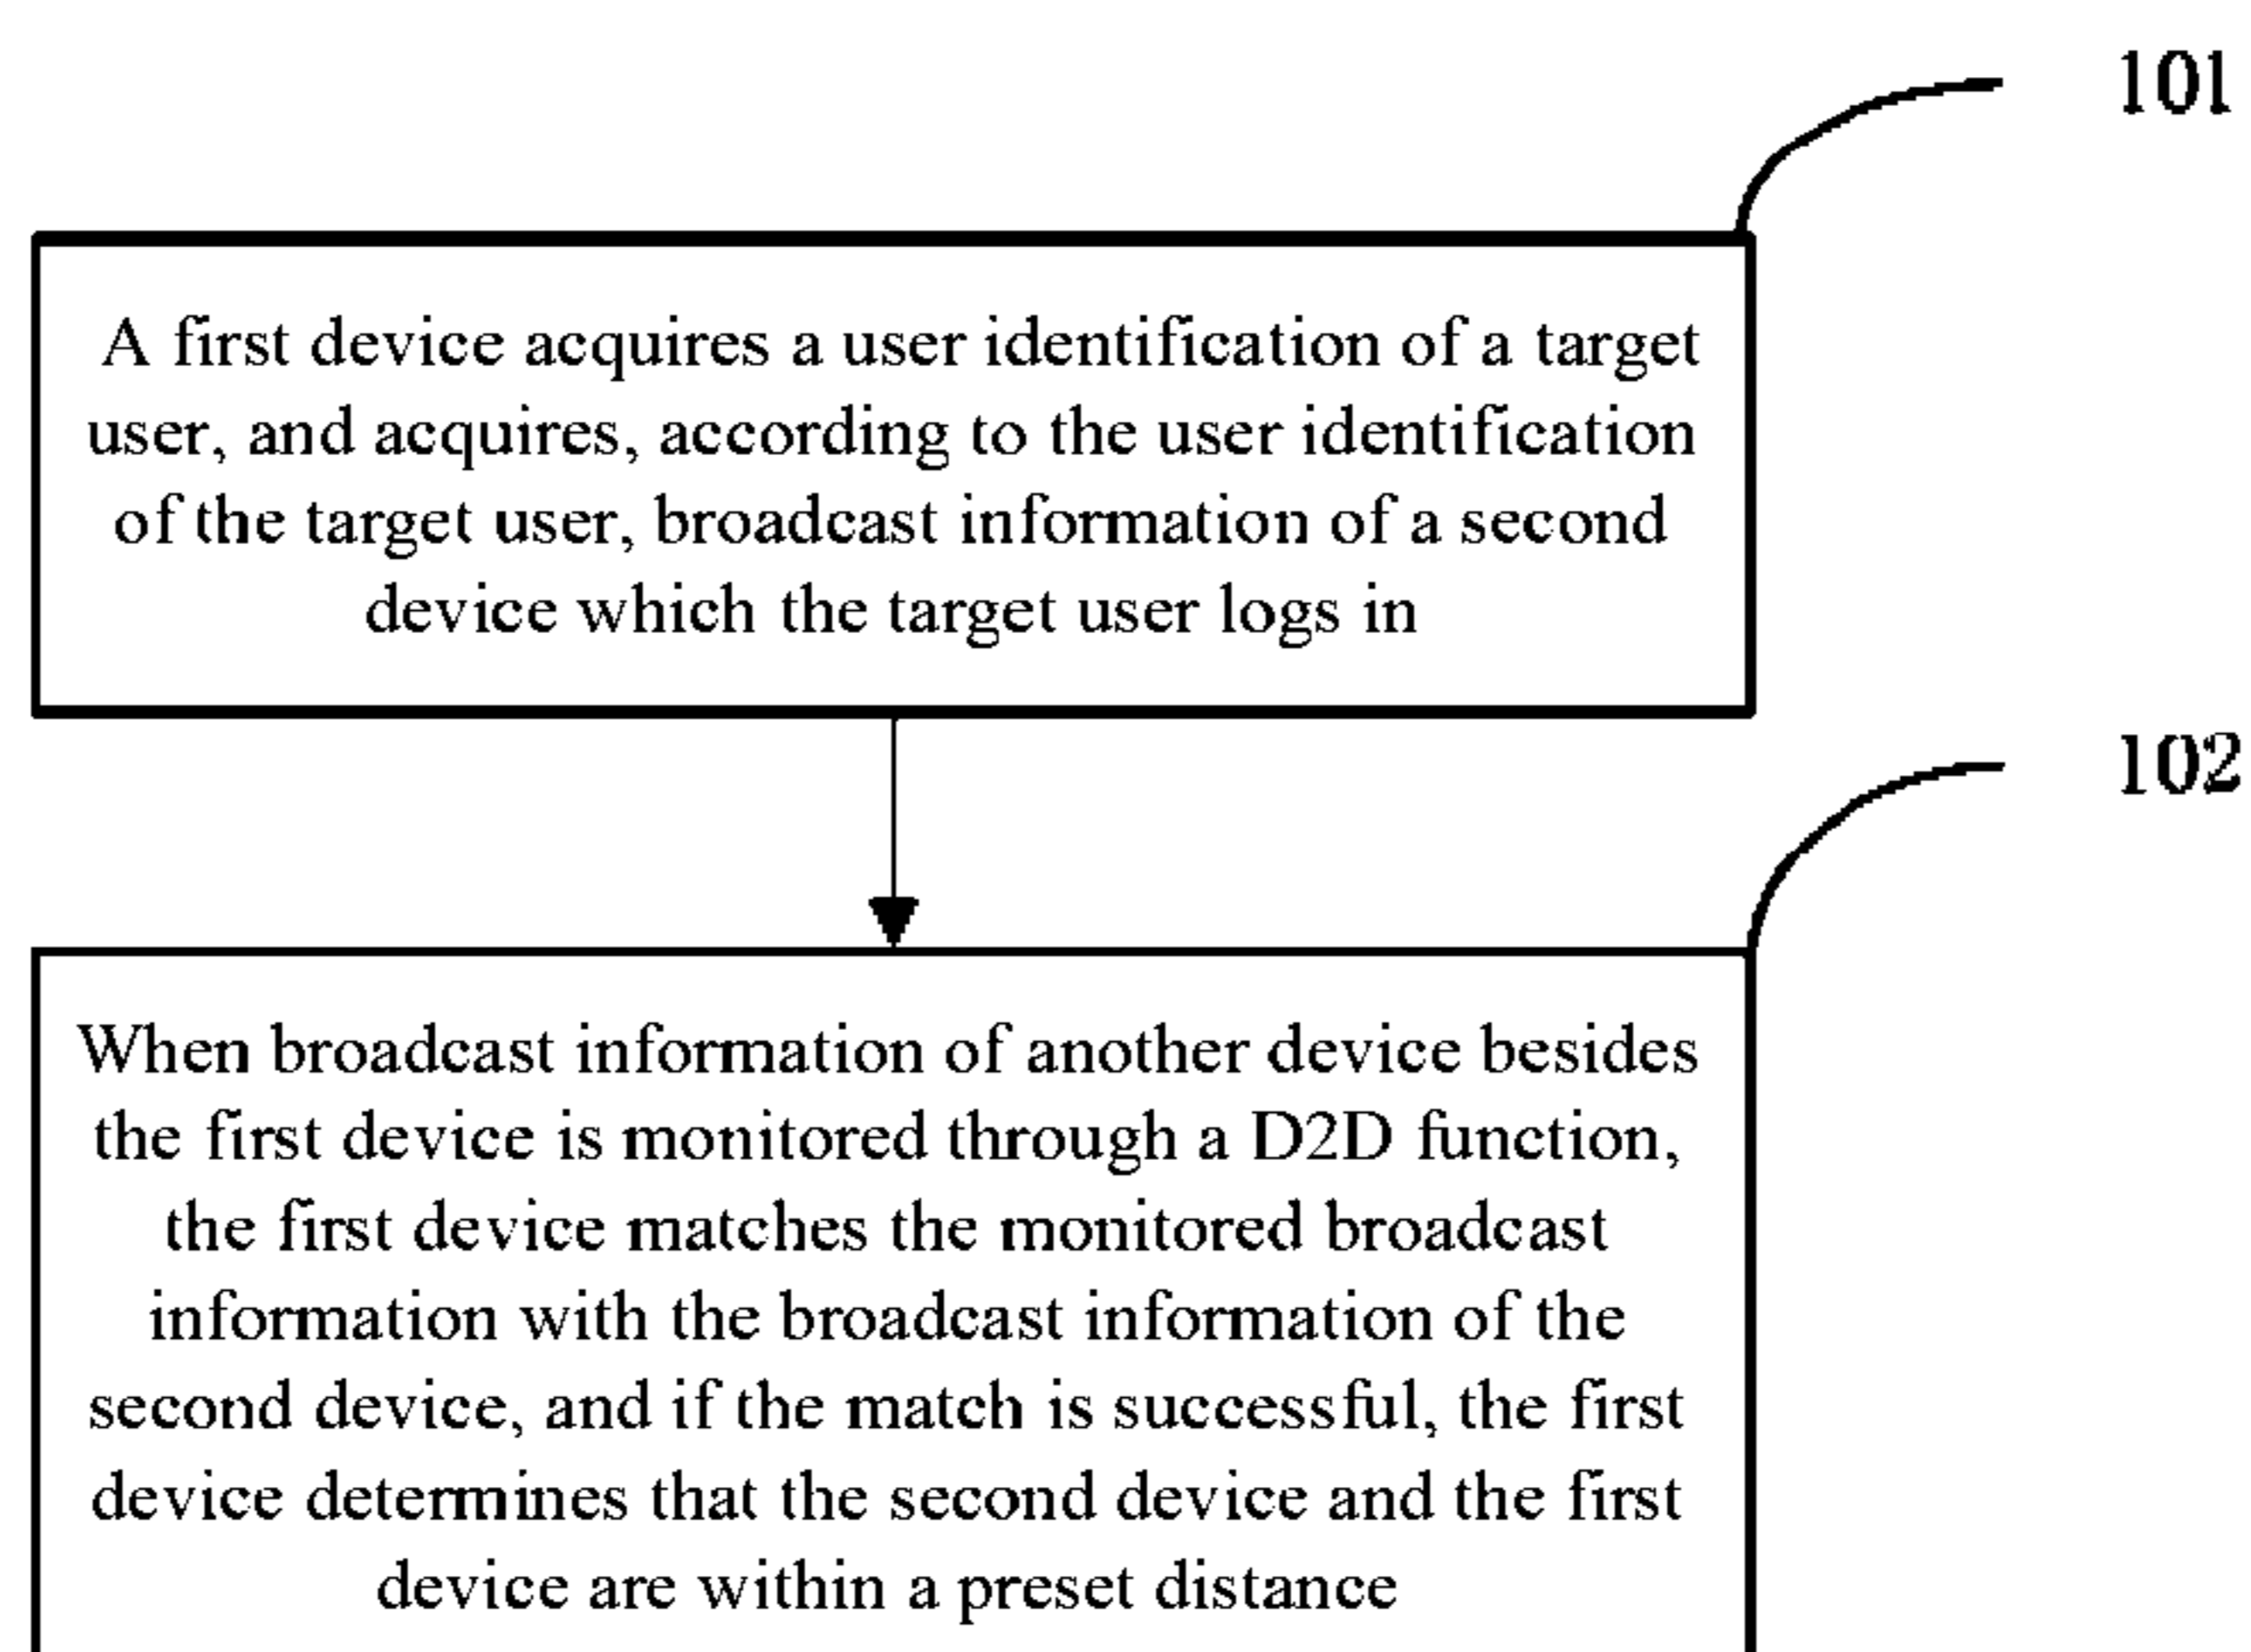 101
A first device acquires a user identification of a target
user, and acquires, according to the user identification
of the target user, broadcast information of a second
device which the target user logs in
102
When broadcast information of another device besides
the first device is monitored through a D2D function,
the first device matches the monitored broadcast
information with the broadcast information of the
second device, and if the match is successful, the first
device determines that the second device and the first
device are within a preset distance